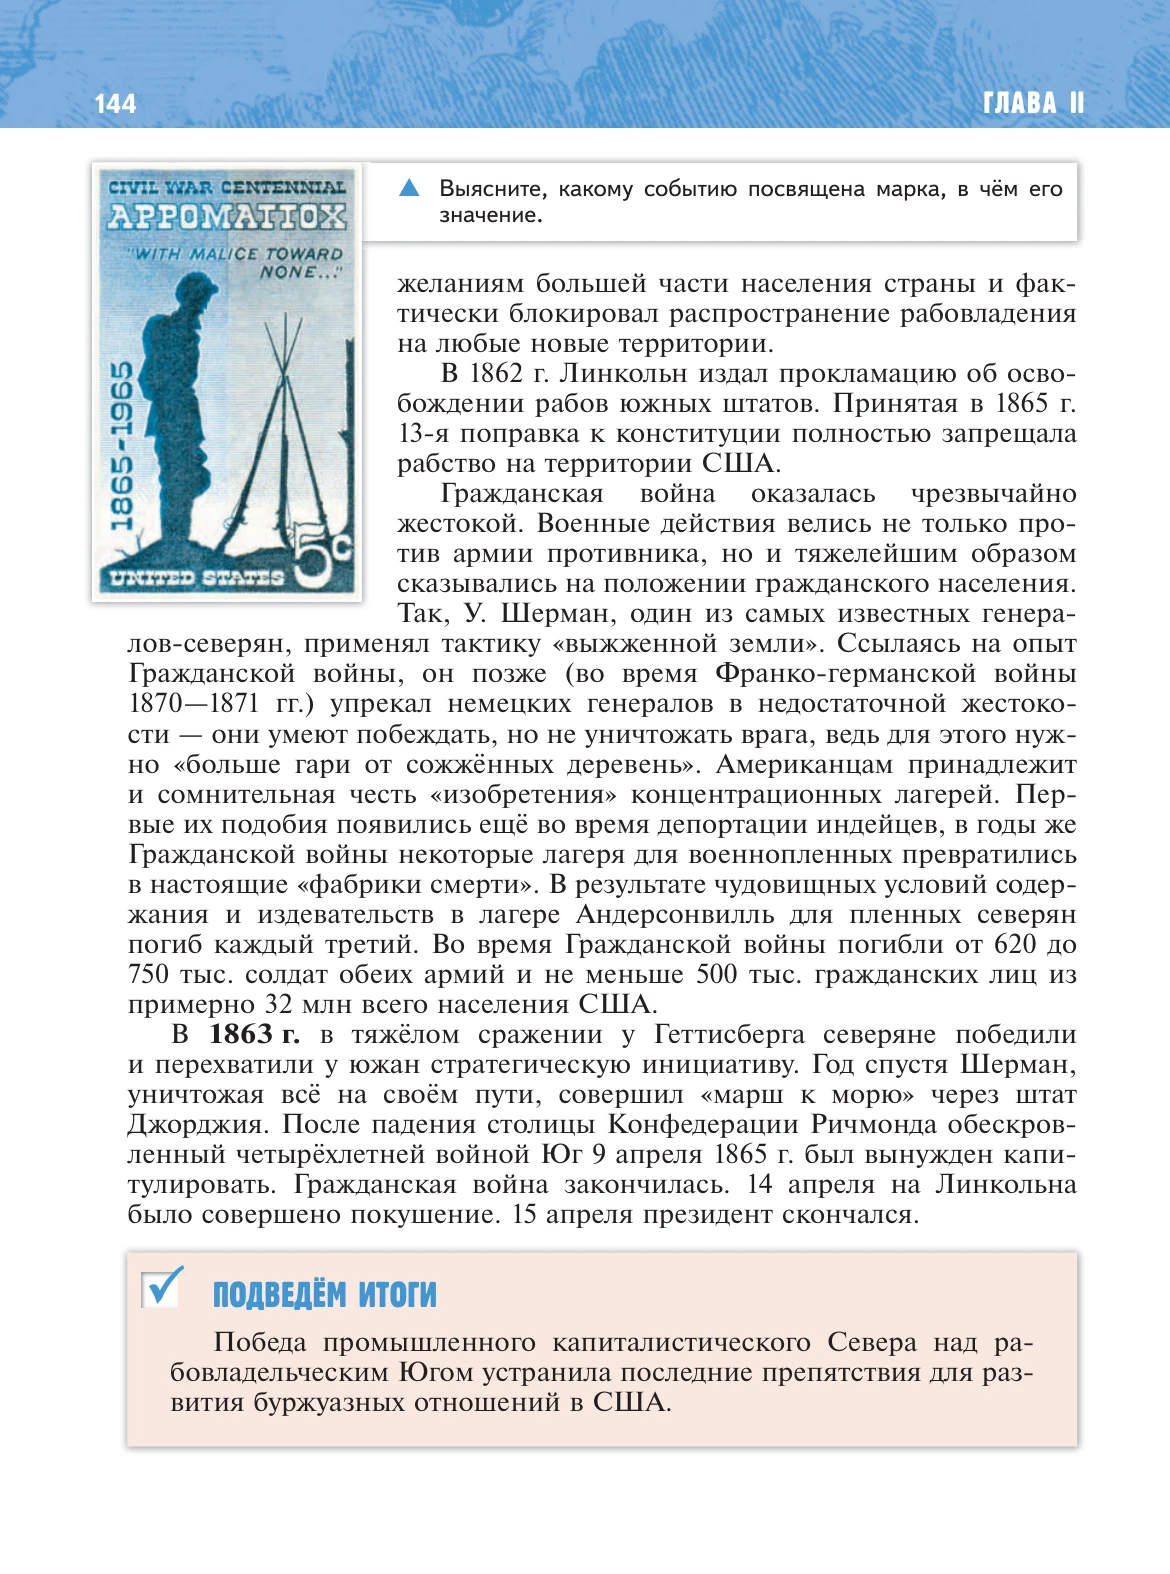 144
ГЛАВА II
CIVIL WAR CENTENNIAL
APPOMATTOX
"WITH MALICE TOWARD
NONE..."
1865-1965
5c
UNITED STATES
Выясните, какому событию посвящена марка, в чём его
значение.
желаниям большей части населения страны и фак-
тически блокировал распространение рабовладения
на любые новые территории.
В 1862 г. Линкольн издал прокламацию об осво-
бождении рабов южных штатов. Принятая в 1865 г.
13-я поправка к конституции полностью запрещала
рабство на территории США.
Гражданская война оказалась чрезвычайно
жестокой. Военные действия велись не только про-
тив армии противника, но и тяжелейшим образом
сказывались на положении гражданского населения.
Так, У. Шерман, один из самых известных генера-
лов-северян, применял тактику «выжженной земли». Ссылаясь на опыт
Гражданской войны, он позже (во время Франко-германской войны
1870—1871 гг.) упрекал немецких генералов в недостаточной жестоко-
сти — они умеют побеждать, но не уничтожать врага, ведь для этого нуж-
но «больше гари от сожжённых деревень». Американцам принадлежит
и сомнительная честь «изобретения» концентрационных лагерей. Пер-
вые их подобия появились ещё во время депортации индейцев, в годы же
Гражданской войны некоторые лагеря для военнопленных превратились
в настоящие «фабрики смерти». В результате чудовищных условий содер-
жания и издевательств в лагере Андерсонвилль для пленных северян
погиб каждый третий. Во время Гражданской войны погибли от 620 до
750 тыс. солдат обеих армий и не меньше 500 тыс. гражданских лиц из
примерно 32 млн всего населения США.
В 1863 г. в тяжёлом сражении у Геттисберга северяне победили
и перехватили у южан стратегическую инициативу. Год спустя Шерман,
уничтожая всё на своём пути, совершил «марш к морю» через штат
Джорджия. После падения столицы Конфедерации Ричмонда обескров-
ленный четырёхлетней войной Юг 9 апреля 1865 г. был вынужден капи-
тулировать. Гражданская война закончилась. 14 апреля на Линкольна
было совершено покушение. 15 апреля президент скончался.
ПОДВЕДЁМ ИТОГИ
Победа промышленного капиталистического Севера над ра-
бовладельческим Югом устранила последние препятствия для раз-
вития буржуазных отношений в США.